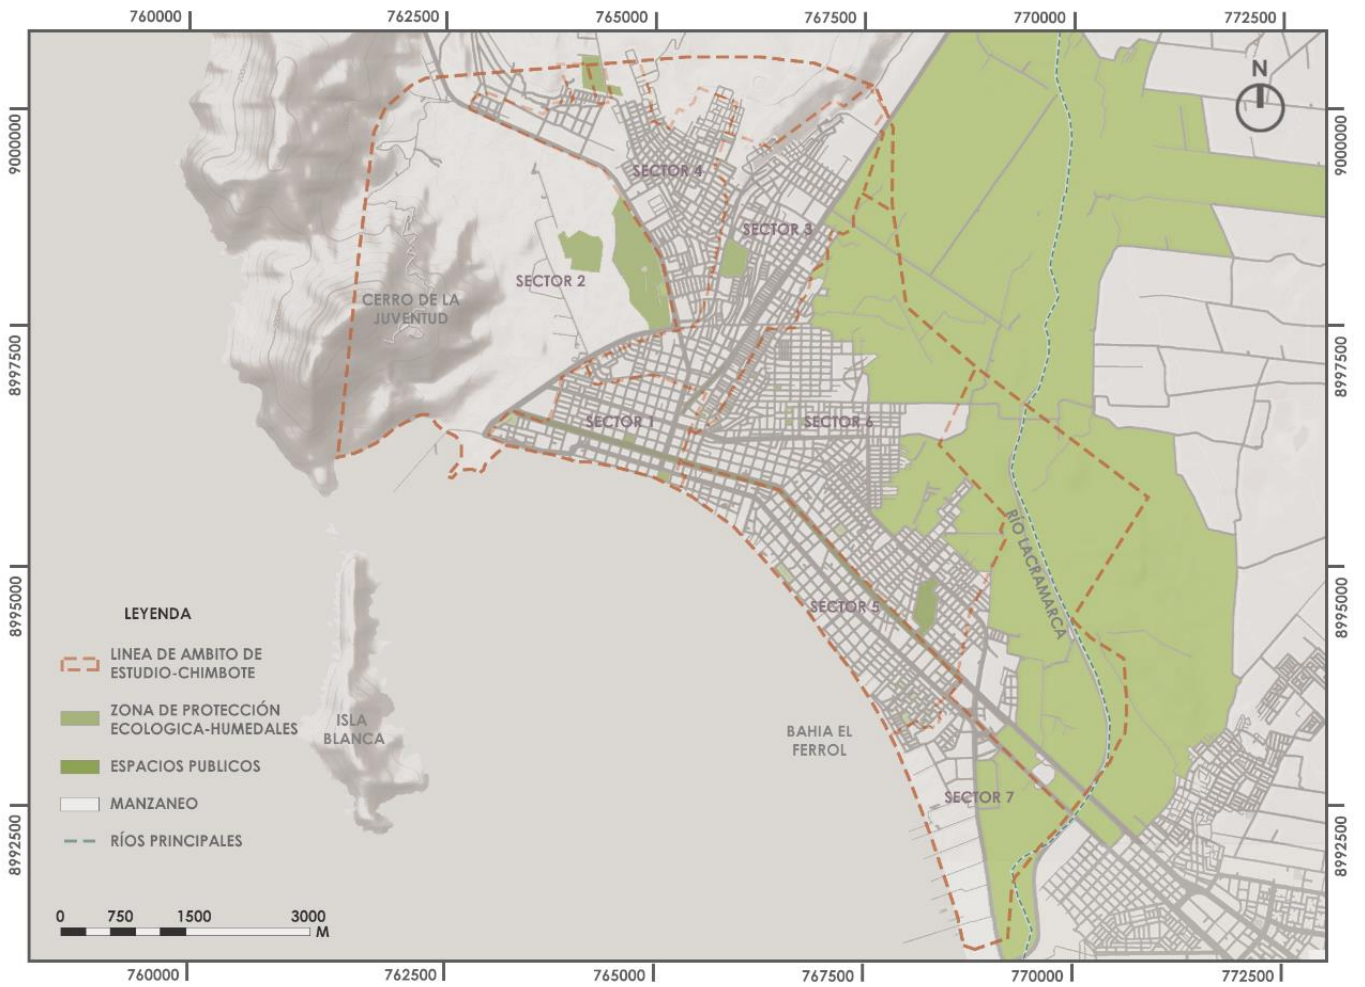 760000
762500
765000
767500
770000
772500
N
9000000
9000000
SECTOR 4
SECTOR 3
SECTOR 2
CERRO DE LA
JUVENTUD
8997500
8997500
SECTOR 1
SECTOR 6
RÍO LACRAMARCA
8995000
8995000
SECTOR 5
LEYENDA
LINEA DE AMBITO DE
ESTUDIO-CHIMBOTE
ZONA DE PROTECCIÓN
ECOLOGICA-HUMEDALES
ESPACIOS PUBLICOS
MANZANEO
RÍOS PRINCIPALES
ISLA
BLANCA
BAHIA EL
FERROL
SECTOR 7
8992500
8992500
0 750 1500 3000
M
760000
762500
765000
767500
770000
772500